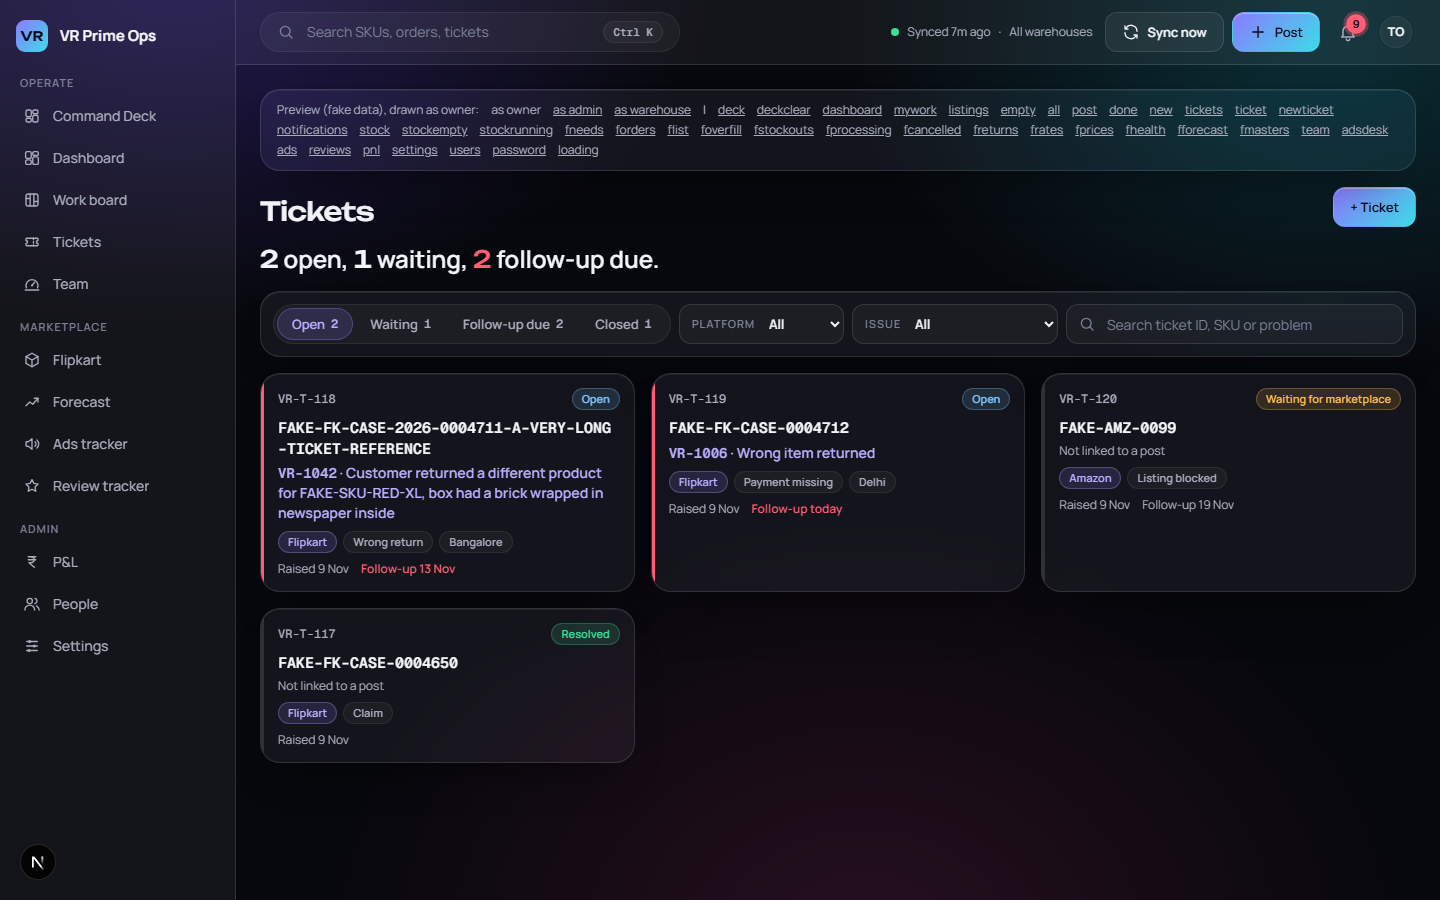 VR VR Prime Ops
Search SKUs, orders, tickets Ctrl K
Synced 7m ago · All warehouses
Sync now
+ Post
9
TO
OPERATE
Command Deck
Dashboard
Work board
Tickets
Team
MARKETPLACE
Flipkart
Forecast
Ads tracker
Review tracker
ADMIN
₹ P&L
People
Settings
N
Preview (fake data), drawn as owner: as owner as admin as warehouse | deck deckclear dashboard mywork listings empty all post done new tickets ticket newticket
notifications stock stockempty stockrunning fneeds forders flist foverfill fstockouts fprocessing fcancelled freturns frates fprices fhealth fforecast fmasters team adsdesk
ads reviews pnl settings users password loading
Tickets
+ Ticket
2 open, 1 waiting, 2 follow-up due.
Open 2 Waiting 1 Follow-up due 2 Closed 1
PLATFORM All
ISSUE All
Search ticket ID, SKU or problem
VR-T-118 Open
FAKE-FK-CASE-2026-0004711-A-VERY-LONG
-TICKET-REFERENCE
VR-1042 · Customer returned a different product
for FAKE-SKU-RED-XL, box had a brick wrapped in
newspaper inside
Flipkart Wrong return Bangalore
Raised 9 Nov Follow-up 13 Nov
VR-T-119 Open
FAKE-FK-CASE-0004712
VR-1006 · Wrong item returned
Flipkart Payment missing Delhi
Raised 9 Nov Follow-up today
VR-T-120 Waiting for marketplace
FAKE-AMZ-0099
Not linked to a post
Amazon Listing blocked
Raised 9 Nov Follow-up 19 Nov
VR-T-117 Resolved
FAKE-FK-CASE-0004650
Not linked to a post
Flipkart Claim
Raised 9 Nov